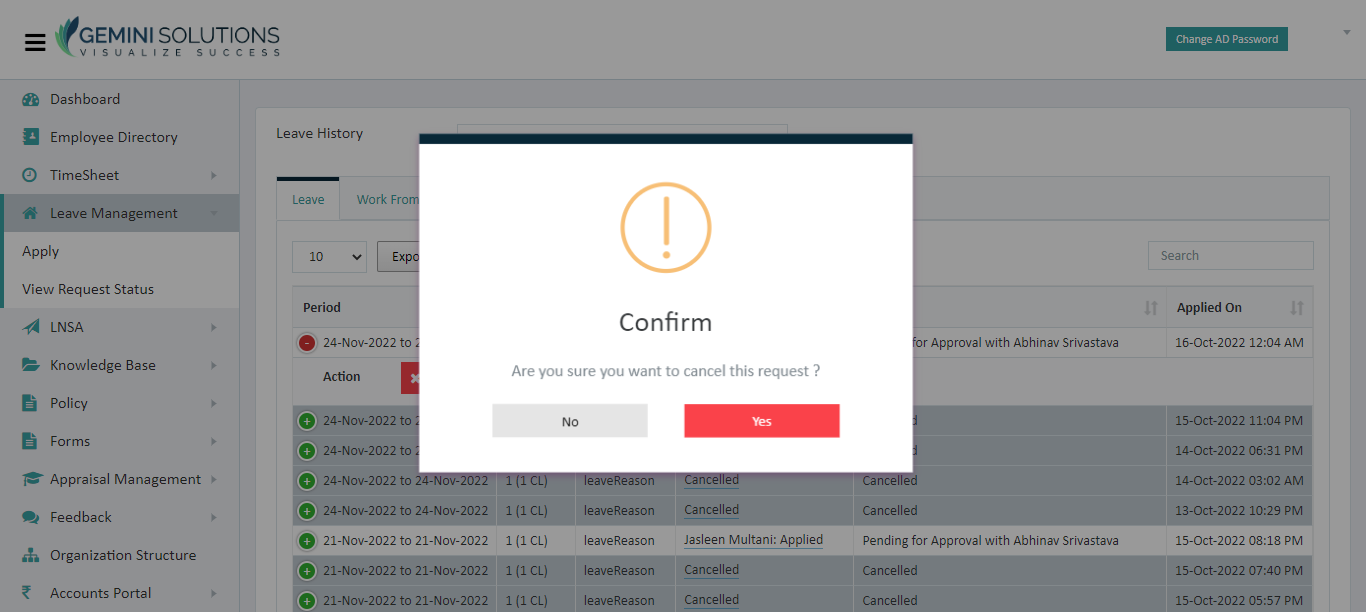 GEMINI SOLUTIONS
VISUALIZE SUCCESS
Change AD Password
Dashboard
Employee Directory
TimeSheet
Leave Management
Apply
View Request Status
LNSA
Knowledge Base
Policy
Forms
Appraisal Management
Feedback
Organization Structure
Accounts Portal
Leave History
Leave Work From
10 Expo Search
Period Applied On
24-Nov-2022 to 2 for Approval with Abhinav Srivastava 16-Oct-2022 12:04 AM
Action
24-Nov-2022 to 2 d 15-Oct-2022 11:04 PM
24-Nov-2022 to 2 d 14-Oct-2022 06:31 PM
24-Nov-2022 to 24-Nov-2022 1 (1 CL) leaveReason Cancelled Cancelled 14-Oct-2022 03:02 AM
24-Nov-2022 to 24-Nov-2022 1 (1 CL) leaveReason Cancelled Cancelled 13-Oct-2022 10:29 PM
21-Nov-2022 to 21-Nov-2022 1 (1 CL) leaveReason Jasleen Multani: Applied Pending for Approval with Abhinav Srivastava 15-Oct-2022 08:18 PM
21-Nov-2022 to 21-Nov-2022 1 (1 CL) leaveReason Cancelled Cancelled 15-Oct-2022 07:40 PM
21-Nov-2022 to 21-Nov-2022 1 (1 CL) leaveReason Cancelled Cancelled 15-Oct-2022 05:57 PM
Confirm
Are you sure you want to cancel this request ?
No Yes